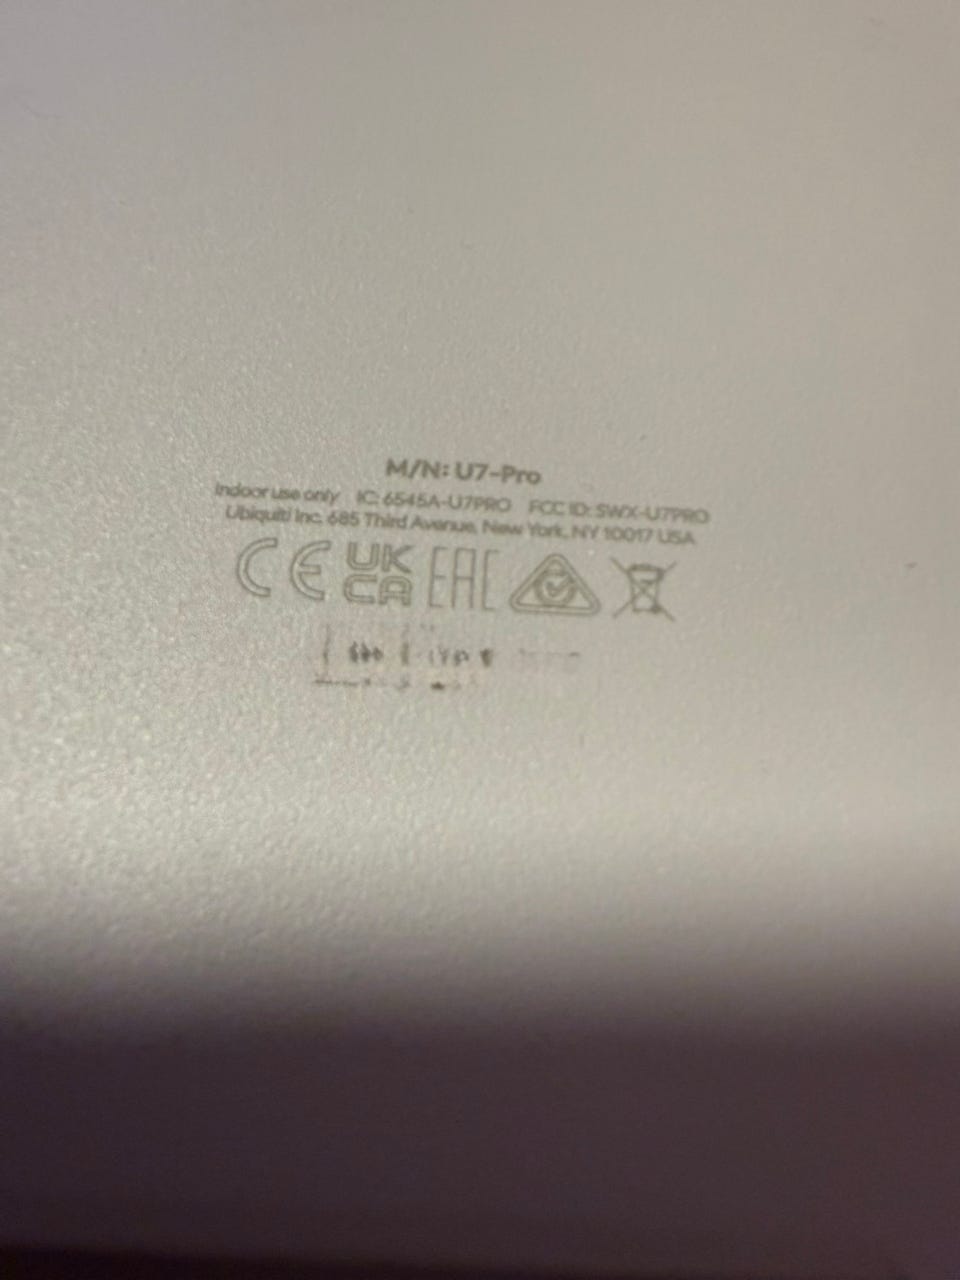 M/N: U7-Pro
Indoor use only IC: 6545A-U7PRO FCC ID: SWX-U7PRO
Ubiquiti Inc. 685 Third Avenue, New York, NY 10017 USA
CE UK CA EAC